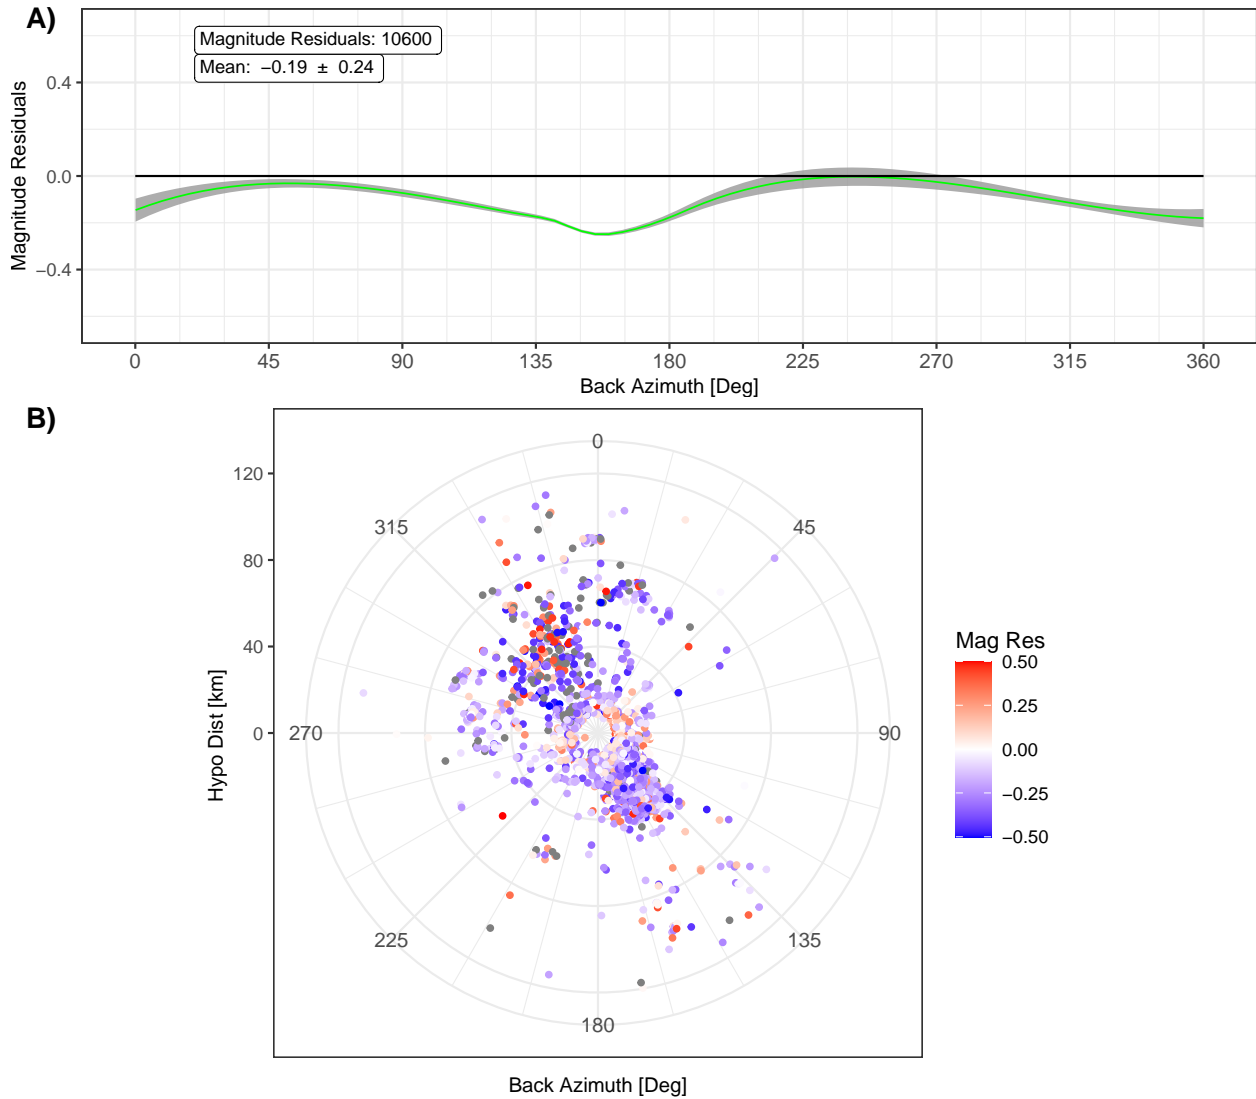 A)
Magnitude Residuals: 10600
Mean: −0.19 ± 0.24
Magnitude Residuals
0.4
0.0
−0.4
0 45 90 135 180 225 270 315 360
Back Azimuth [Deg]
B)
Hypo Dist [km]
120
80
40
0
0
45
90
135
180
225
270
315
Back Azimuth [Deg]
Mag Res
0.50
0.25
0.00
−0.25
−0.50